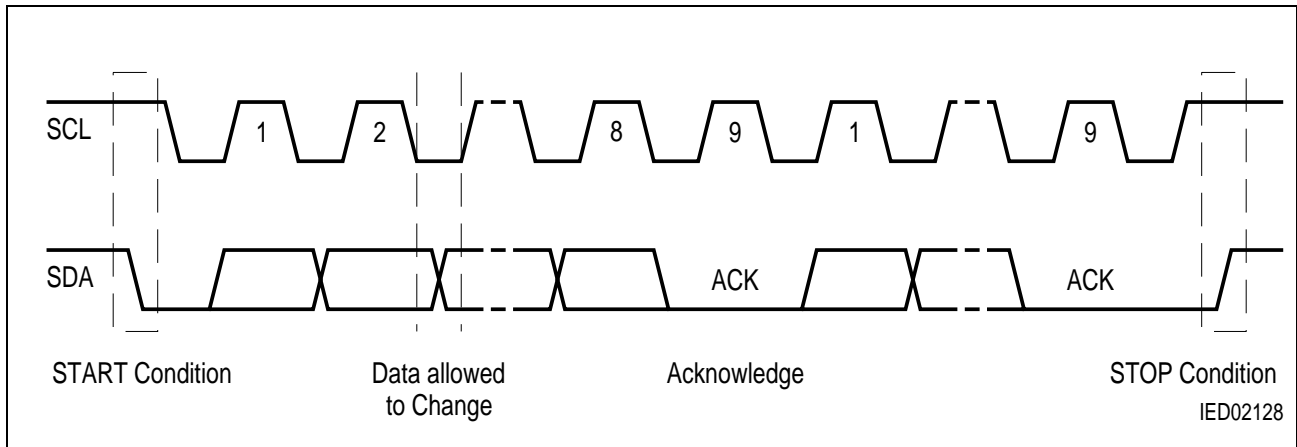 SCL 1 2 8 9 1 9
SDA ACK ACK
START Condition Data allowed to Change Acknowledge STOP Condition
IED02128